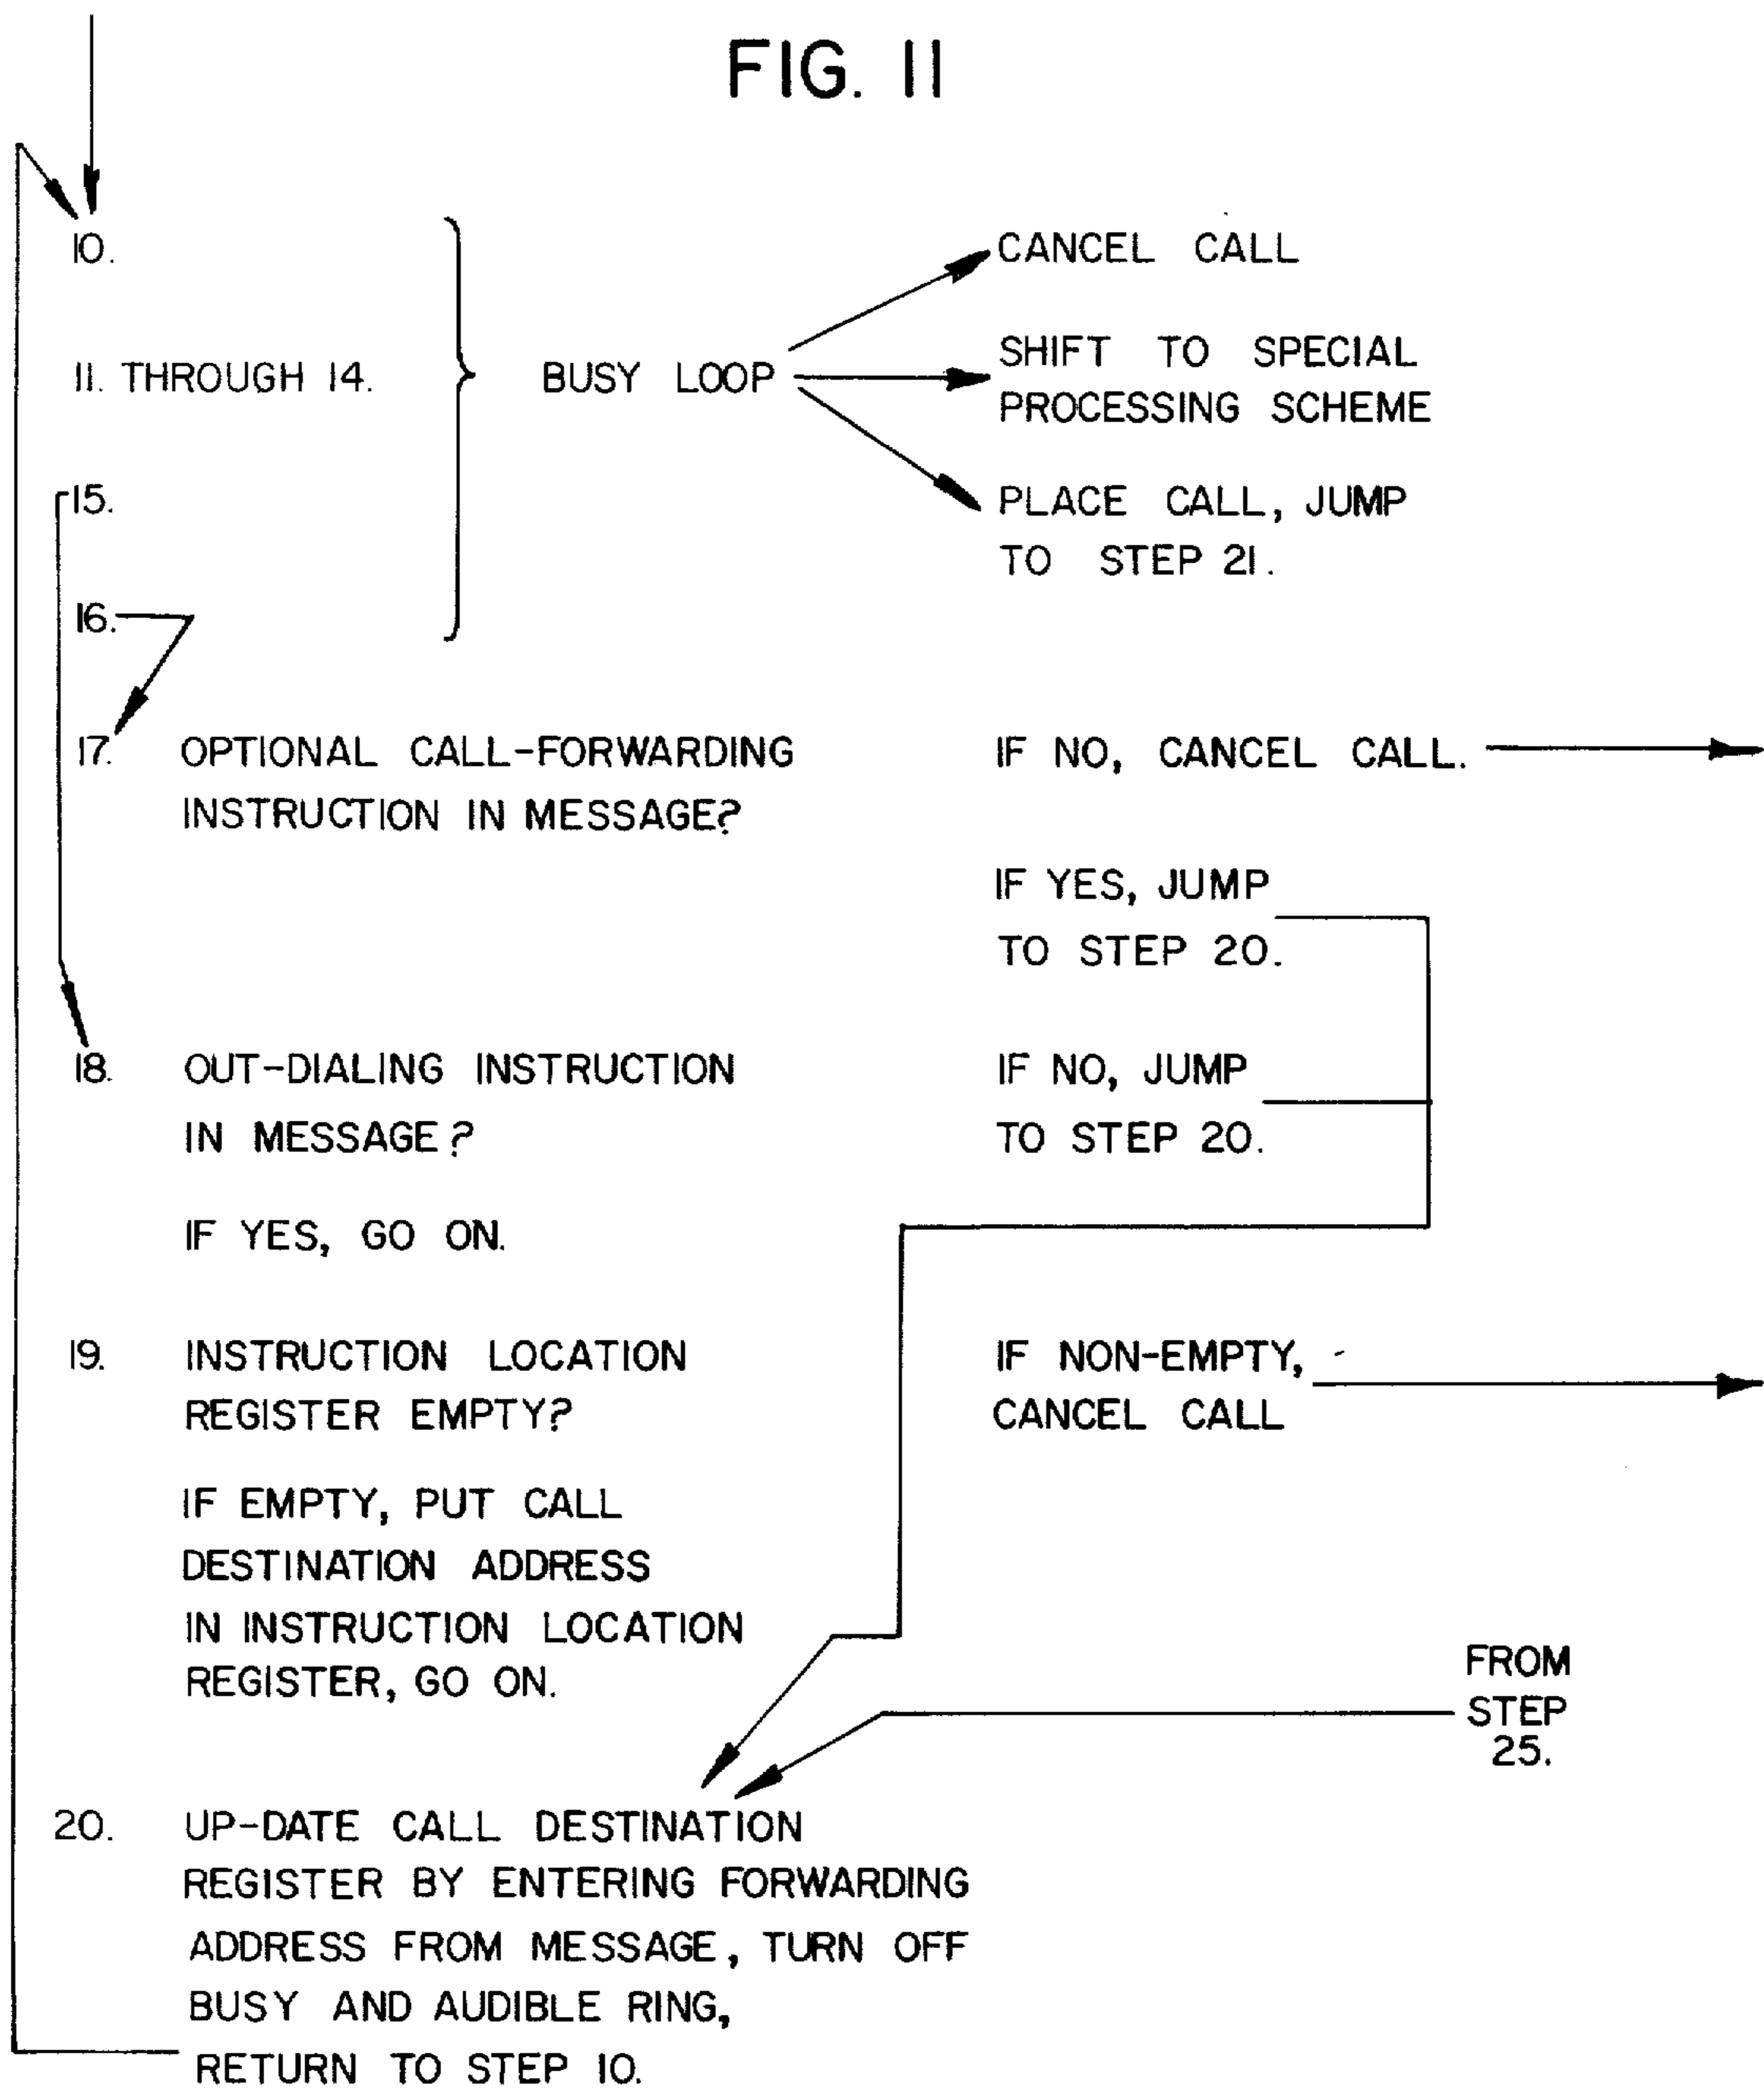 FIG. 11
10.
CANCEL CALL
11. THROUGH 14.
BUSY LOOP
SHIFT TO SPECIAL
PROCESSING SCHEME
15.
PLACE CALL, JUMP
TO STEP 21.
16.
17. OPTIONAL CALL-FORWARDING
INSTRUCTION IN MESSAGE?
IF NO, CANCEL CALL.
IF YES, JUMP
TO STEP 20.
18. OUT-DIALING INSTRUCTION
IN MESSAGE?
IF NO, JUMP
TO STEP 20.
IF YES, GO ON.
19. INSTRUCTION LOCATION
REGISTER EMPTY?
IF NON-EMPTY,
CANCEL CALL
IF EMPTY, PUT CALL
DESTINATION ADDRESS
IN INSTRUCTION LOCATION
REGISTER, GO ON.
FROM
STEP
25.
20. UP-DATE CALL DESTINATION
REGISTER BY ENTERING FORWARDING
ADDRESS FROM MESSAGE, TURN OFF
BUSY AND AUDIBLE RING,
RETURN TO STEP 10.